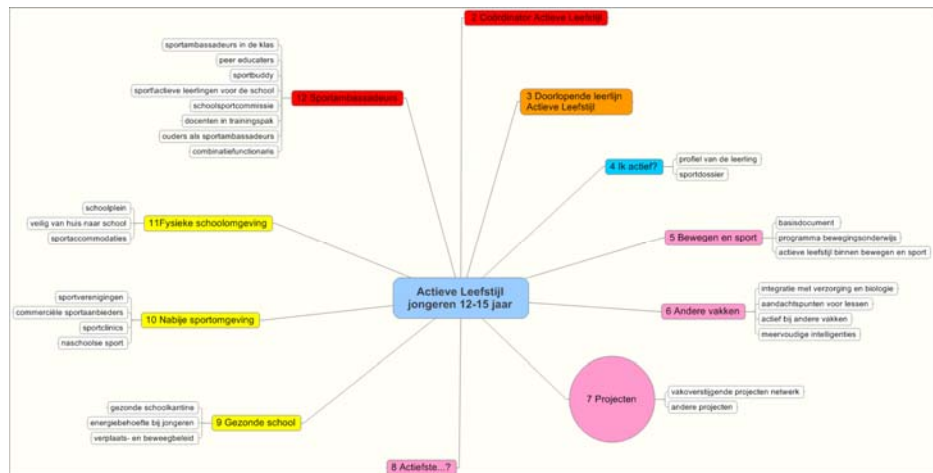 2 Coördinator Actieve Leefstijl
3 Doorlopende leerlijn
Actieve Leefstijl
4 Ik actief?
profiel van de leerling
sportdossier
5 Bewegen en sport
basisdocument
programma bewegingsonderwijs
actieve leefstijl binnen bewegen en sport
6 Andere vakken
integratie met verzorging en biologie
aandachtspunten voor lessen
actief bij andere vakken
meervoudige intelligenties
7 Projecten
vakoverstijgende projecten netwerk
andere projecten
8 Actiefste...?
9 Gezonde school
gezonde schoolkantine
energiebehoefte bij jongeren
verplaats- en beweegbeleid
10 Nabije sportomgeving
sportverenigingen
commerciële sportaanbieders
sportclinics
naschoolse sport
11Fysieke schoolomgeving
schoolplein
veilig van huis naar school
sportaccommodaties
12 Sportambassadeurs
sportambassadeurs in de klas
peer educaters
sportbuddy
sport\actieve leerlingen voor de school
schoolsportcommissie
docenten in trainingspak
ouders als sportambassadeurs
combinatiefunctionaris
Actieve Leefstijl
jongeren 12-15 jaar